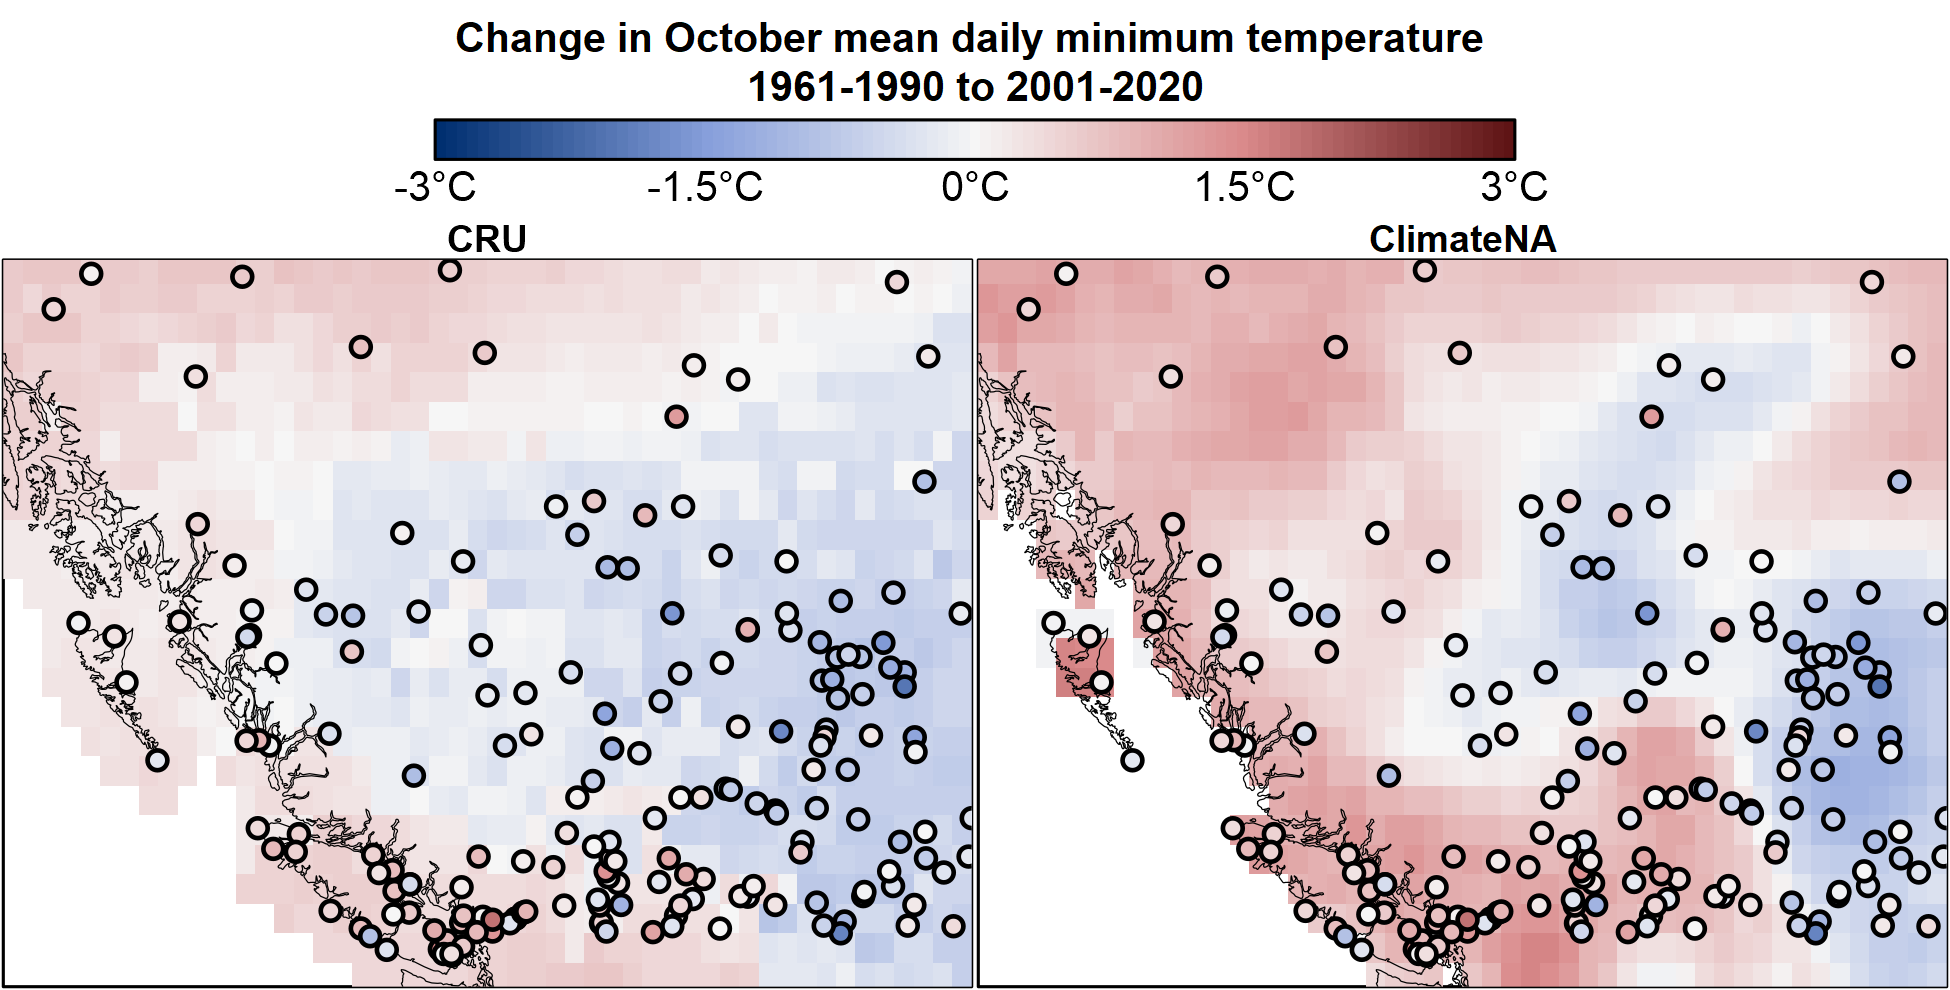 Change in October mean daily minimum temperature
1961-1990 to 2001-2020
-3°C -1.5°C 0°C 1.5°C 3°C
CRU ClimateNA